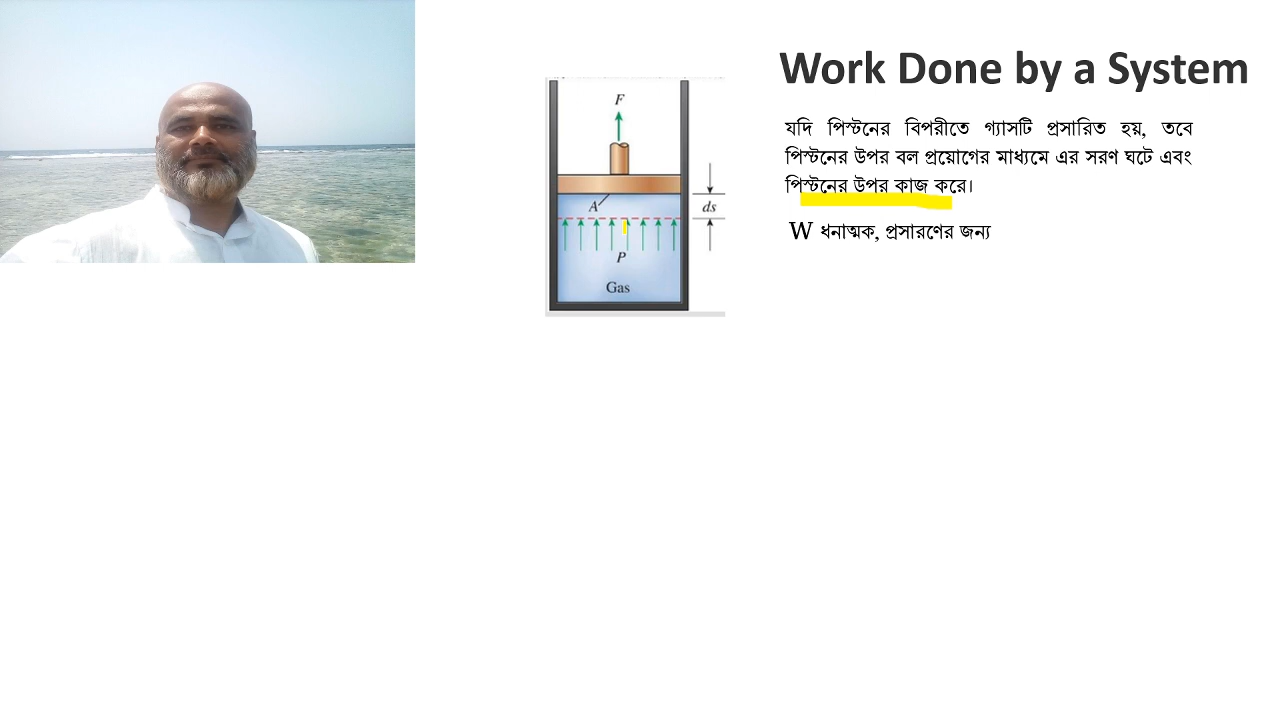 Work Done by a System
যদি পিস্টনের বিপরীতে গ্যাসটি প্রসারিত হয়, তবে
পিস্টনের উপর বল প্রয়োগের মাধ্যমে এর সরণ ঘটে এবং
পিস্টনের উপর কাজ করে।
W ধনাত্মক, প্রসারণের জন্য
F
A
ds
P
Gas